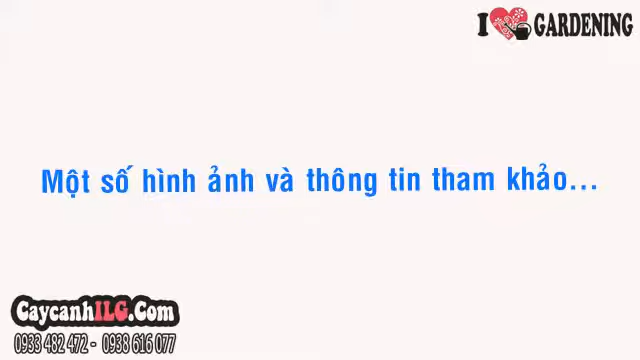 I GARDENING
Một số hình ảnh và thông tin tham khảo...
CaycanhILG.Com
0933 482 472 - 0938 616 077